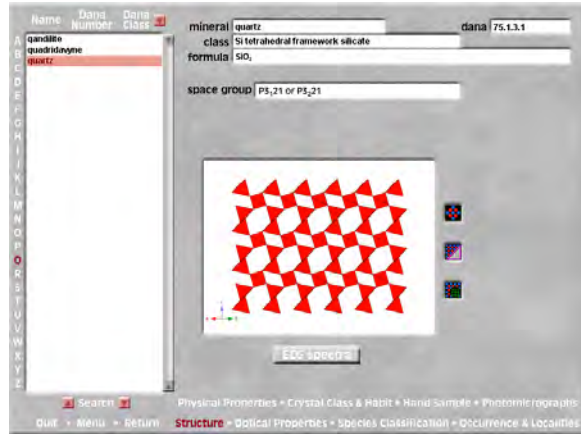 Name Dana Number Dana Class
mineral quartz dana 75.1.3.1
class Si tetrahedral framework silicate
formula SiO₂
space group P3₁21 or P3₂21
qandilite
quadridavyne
quartz
A
B
C
D
E
F
G
H
I
J
K
L
M
N
O
P
Q
R
S
T
U
V
W
X
Y
Z
EDS spectra
Search
Physical Properties • Crystal Class & Habit • Hand Sample • Photomicrographs
Quit • Menu • Return
Structure • Optical Properties • Species Classification • Occurrence & Localities